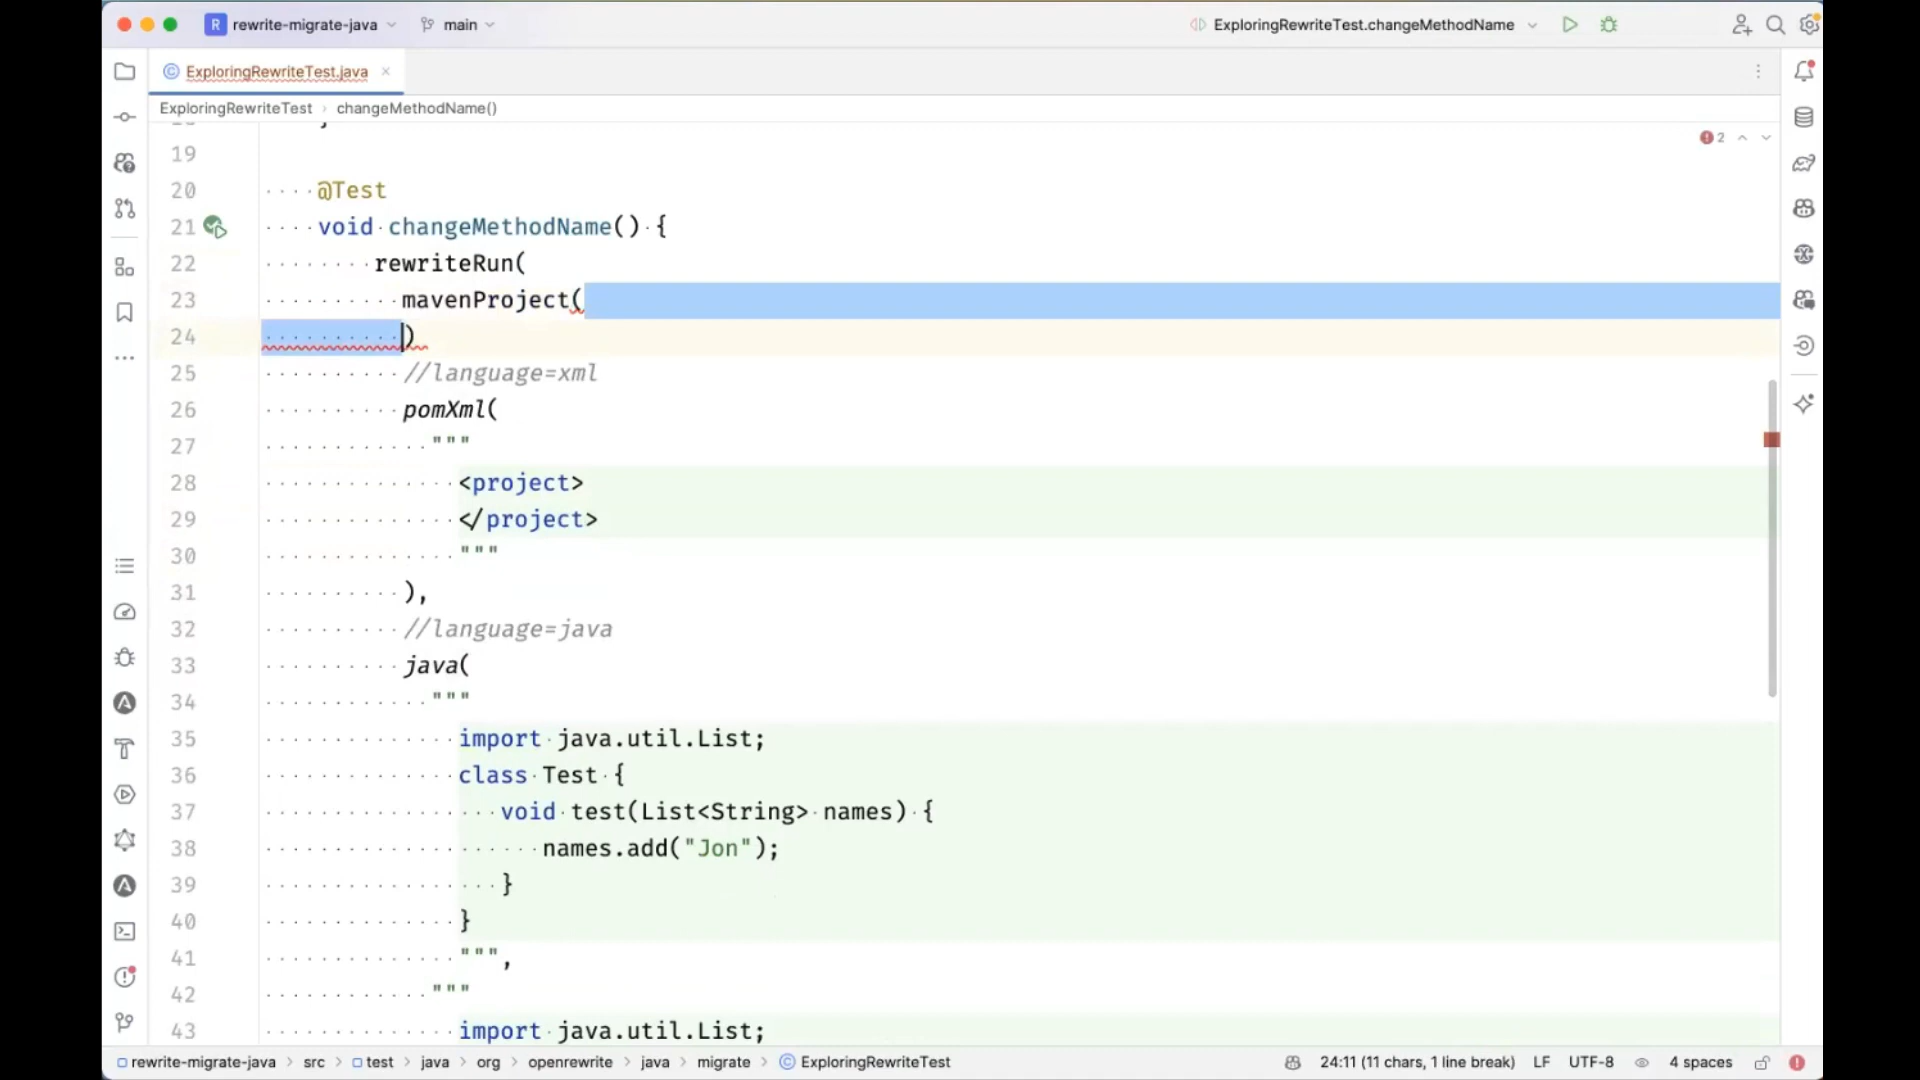 R rewrite-migrate-java main ExploringRewriteTest.changeMethodName
ExploringRewriteTest.java
ExploringRewriteTest changeMethodName()
2
19
20 @Test
21 void changeMethodName() {
22 rewriteRun(
23 mavenProject(
24 )
25 //language=xml
26 pomXml(
27 """
28 <project>
29 </project>
30 """
31 ),
32 //language=java
33 java(
34 """
35 import java.util.List;
36 class Test {
37 void test(List<String> names) {
38 names.add("Jon");
39 }
40 }
41 """,
42 """
43 import java.util.List;
rewrite-migrate-java src test java org openrewrite java migrate ExploringRewriteTest 24:11 (11 chars, 1 line break) LF UTF-8 4 spaces